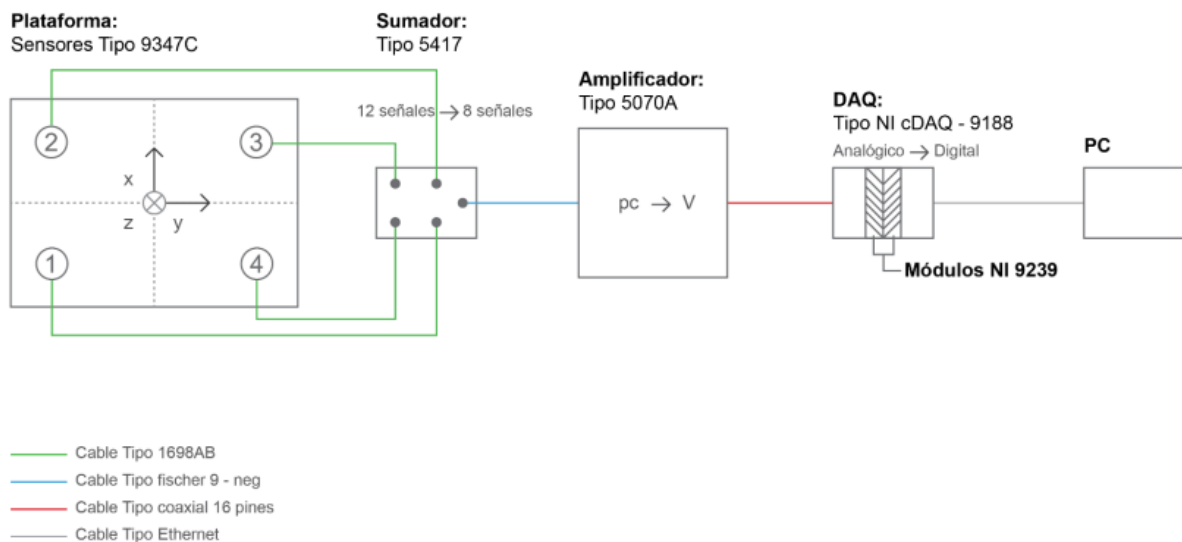 Plataforma:
Sensores Tipo 9347C
Sumador:
Tipo 5417
12 señales → 8 señales
Amplificador:
Tipo 5070A
DAQ:
Tipo NI cDAQ - 9188
Analógico → Digital
PC
2
3
x
z
y
1
4
pc → V
Módulos NI 9239
Cable Tipo 1698AB
Cable Tipo fischer 9 - neg
Cable Tipo coaxial 16 pines
Cable Tipo Ethernet